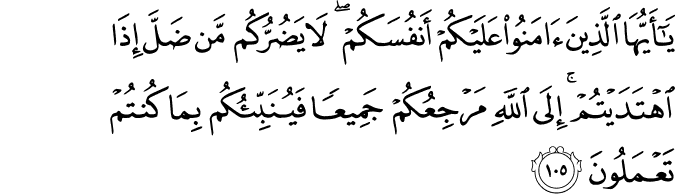 يَٰٓأَيُّهَا ٱلَّذِينَ ءَامَنُوا۟ عَلَيْكُمْ أَنفُسَكُمْ ۖ لَا يَضُرُّكُم مَّن ضَلَّ إِذَا
ٱهْتَدَيْتُمْ ۚ إِلَى ٱللَّهِ مَرْجِعُكُمْ جَمِيعًا فَيُنَبِّئُكُم بِمَا كُنتُمْ
تَعْمَلُونَ ١٠٥